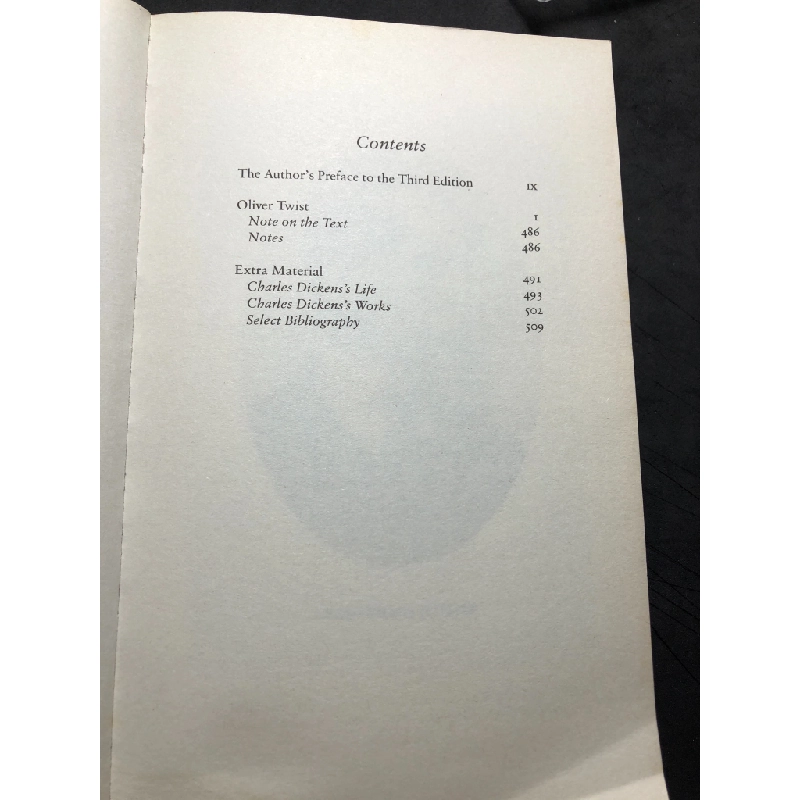 Contents
The Author's Preface to the Third Edition IX
Oliver Twist 1
Note on the Text 486
Notes 486
Extra Material 491
Charles Dickens's Life 493
Charles Dickens's Works 502
Select Bibliography 509